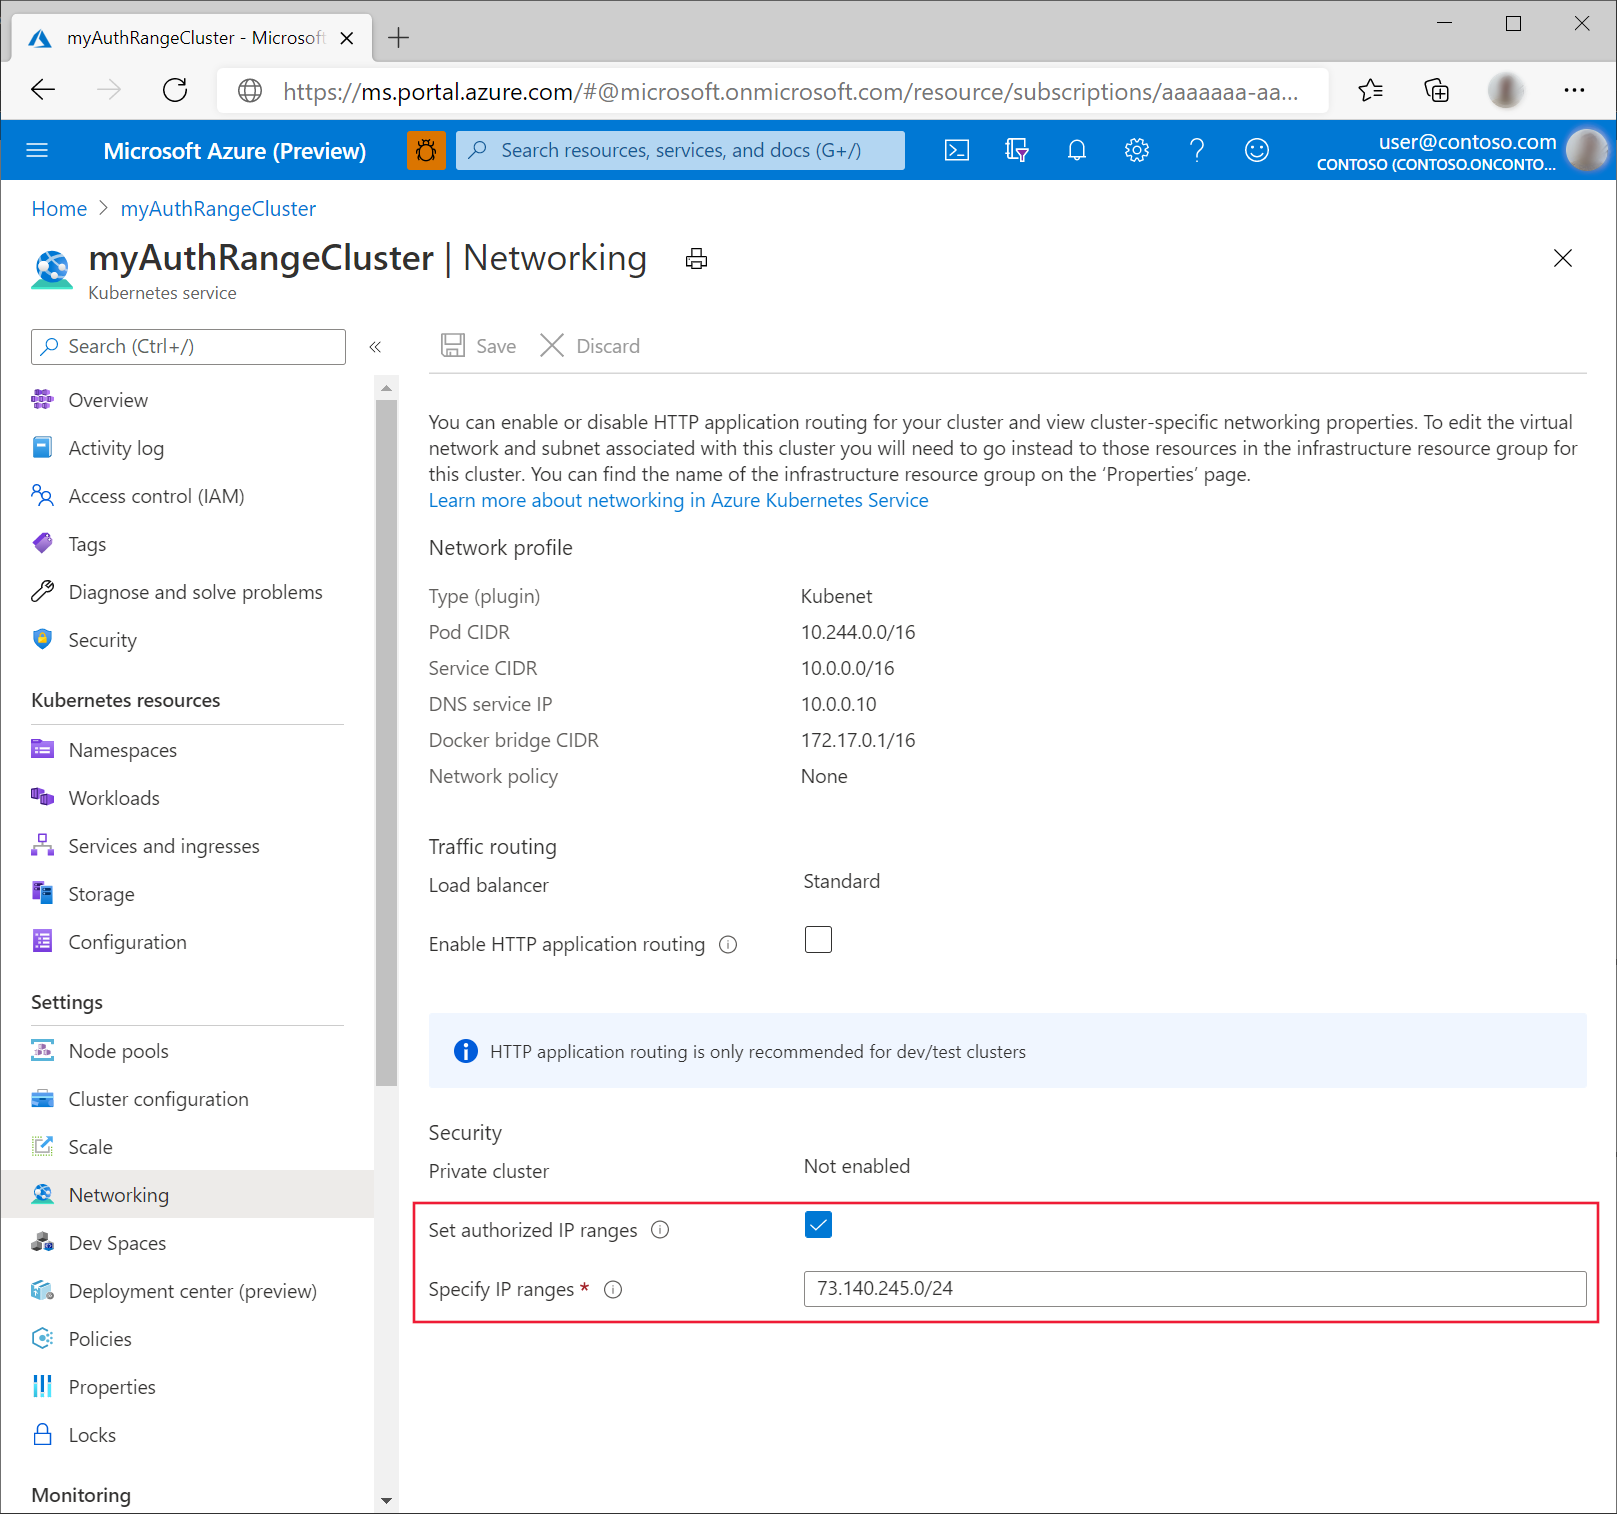 myAuthRangeCluster - Microsoft
https://ms.portal.azure.com/#@microsoft.onmicrosoft.com/resource/subscriptions/aaaaaaa-aa...
Microsoft Azure (Preview)
Search resources, services, and docs (G+/)
user@contoso.com
CONTOSO (CONTOSO.ONCONTO...
Home > myAuthRangeCluster
myAuthRangeCluster | Networking
Kubernetes service
Search (Ctrl+/)
«
Overview
Activity log
Access control (IAM)
Tags
Diagnose and solve problems
Security
Kubernetes resources
Namespaces
Workloads
Services and ingresses
Storage
Configuration
Settings
Node pools
Cluster configuration
Scale
Networking
Dev Spaces
Deployment center (preview)
Policies
Properties
Locks
Monitoring
Save Discard
You can enable or disable HTTP application routing for your cluster and view cluster-specific networking properties. To edit the virtual
network and subnet associated with this cluster you will need to go instead to those resources in the infrastructure resource group for
this cluster. You can find the name of the infrastructure resource group on the ‘Properties’ page.
Learn more about networking in Azure Kubernetes Service
Network profile
Type (plugin) Kubenet
Pod CIDR 10.244.0.0/16
Service CIDR 10.0.0.0/16
DNS service IP 10.0.0.10
Docker bridge CIDR 172.17.0.1/16
Network policy None
Traffic routing
Load balancer Standard
Enable HTTP application routing
HTTP application routing is only recommended for dev/test clusters
Security
Private cluster Not enabled
Set authorized IP ranges
Specify IP ranges * 73.140.245.0/24